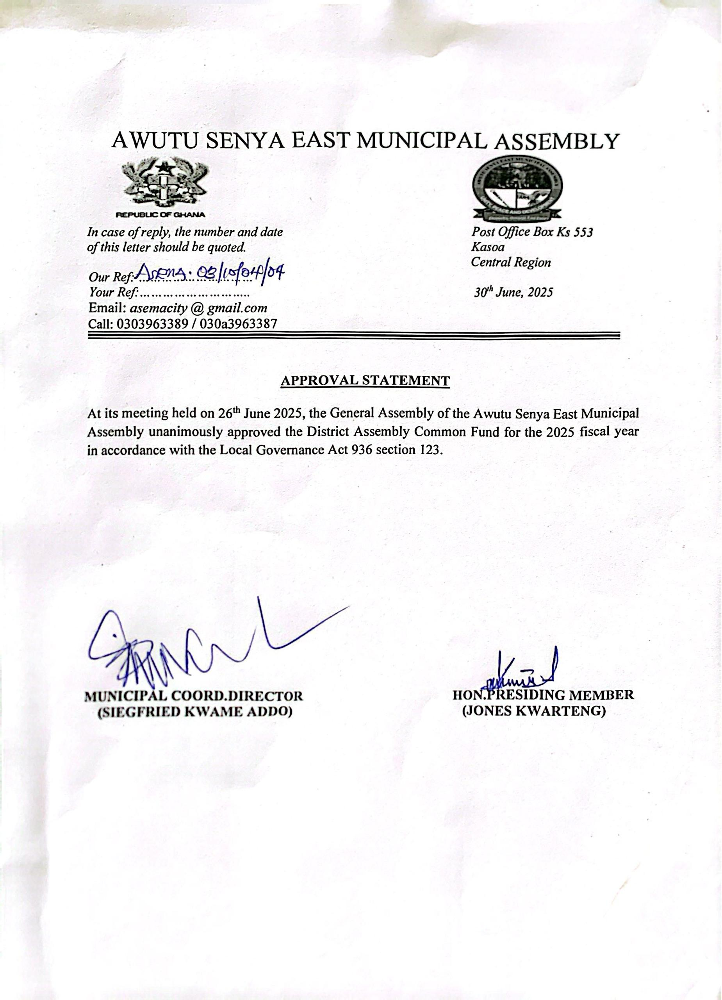 AWUTU SENYA EAST MUNICIPAL ASSEMBLY
REPUBLIC OF GHANA
In case of reply, the number and date
of this letter should be quoted.
Our Ref:
Your Ref:..............................
Email: asemacity @ gmail.com
Call: 0303963389 / 030a3963387
Post Office Box Ks 553
Kasoa
Central Region
30th June, 2025
APPROVAL STATEMENT
At its meeting held on 26th June 2025, the General Assembly of the Awutu Senya East Municipal
Assembly unanimously approved the District Assembly Common Fund for the 2025 fiscal year
in accordance with the Local Governance Act 936 section 123.
MUNICIPAL COORD.DIRECTOR
(SIEGFRIED KWAME ADDO)
HON.PRESIDING MEMBER
(JONES KWARTENG)